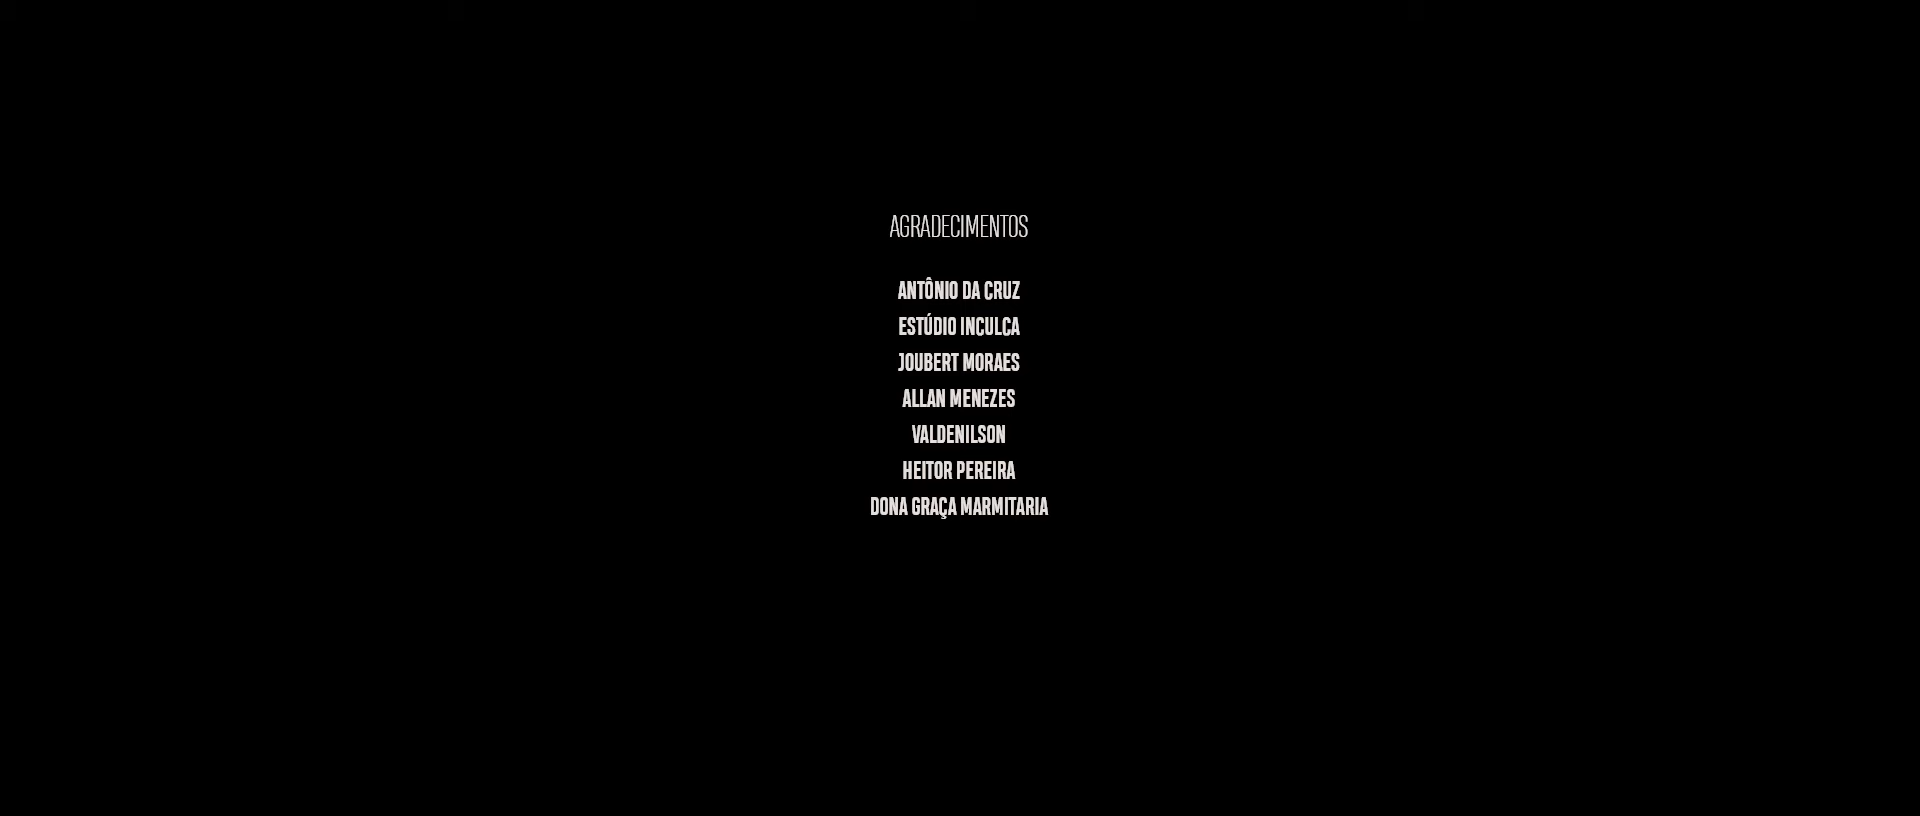 AGRADECIMENTOS
ANTÔNIO DA CRUZ
ESTÚDIO INCULCA
JOUBERT MORAES
ALLAN MENEZES
VALDENILSON
HEITOR PEREIRA
DONA GRAÇA MARMITARIA